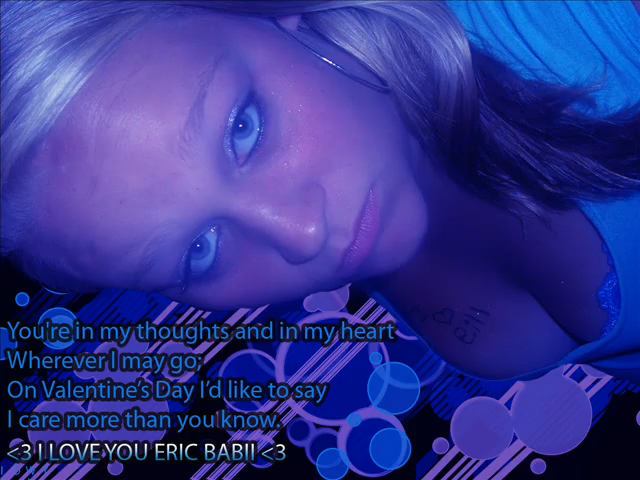 You're in my thoughts and in my heart
Wherever I may go;
On Valentine's Day I'd like to say
I care more than you know.
<3 I LOVE YOU ERIC BABII <3